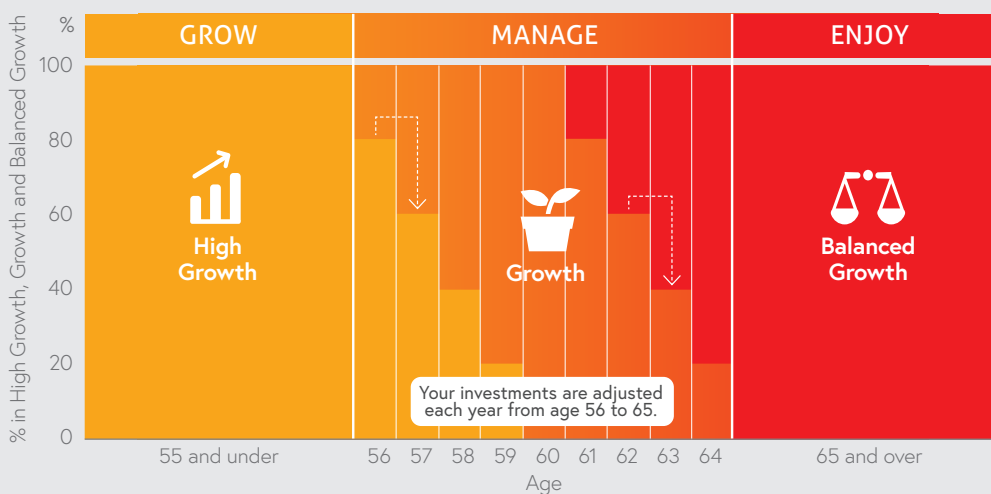 %
GROW
MANAGE
ENJOY
% in High Growth, Growth and Balanced Growth
100
80
60
40
20
0
High
Growth
Growth
Balanced
Growth
Your investments are adjusted
each year from age 56 to 65.
55 and under
56 57 58 59 60 61 62 63 64
65 and over
Age